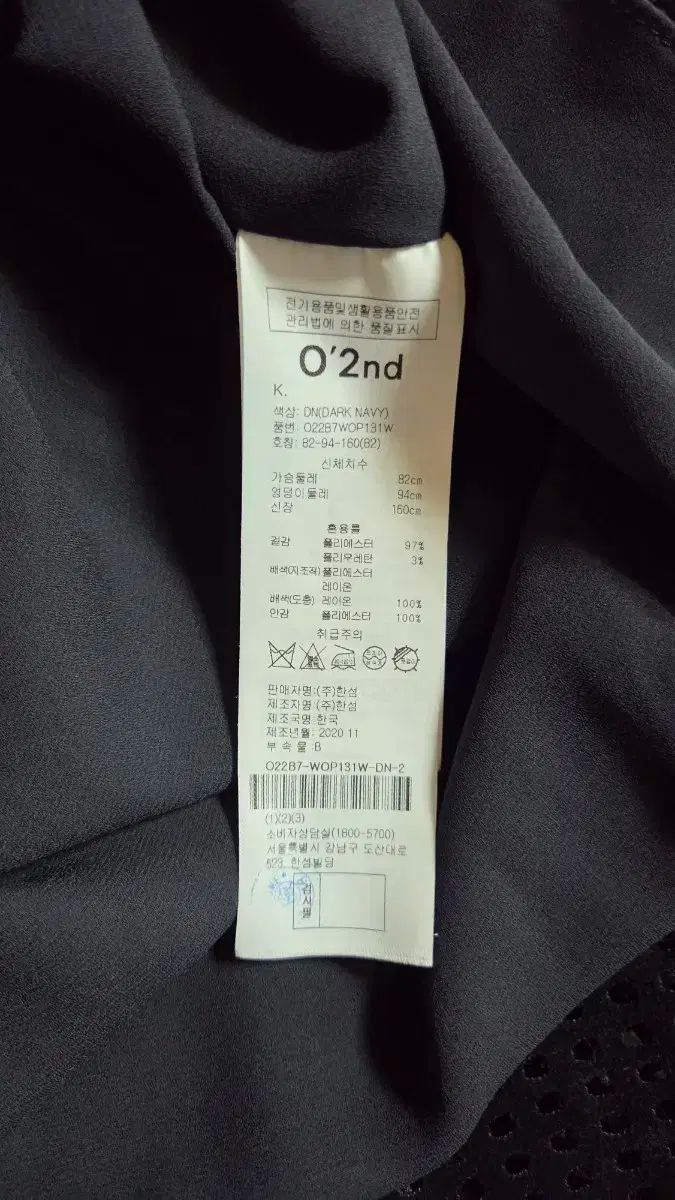 전기용품및생활용품안전
관리법에 의한 품질표시
O'2nd
K.
색상: DN(DARK NAVY)
품번: O22B7WOP131W
호칭: 82-94-160(82)
신체치수
가슴둘레 82cm
엉덩이둘레 94cm
신장 160cm
혼용률
겉감 폴리에스터 97%
폴리우레탄 3%
배색(지조직) 폴리에스터
레이온
배색(도충) 레이온 100%
안감 폴리에스터 100%
취급주의
판매자명:(주)한섬
제조자명:(주)한섬
제조국명:한국
제조년월: 2020 11
부 속 물 :B
O22B7-WOP131W-DN-2
(1)(2)(3)
소비자상담실(1800-5700)
서울특별시 강남구 도산대로
523, 한섬빌딩
검사필